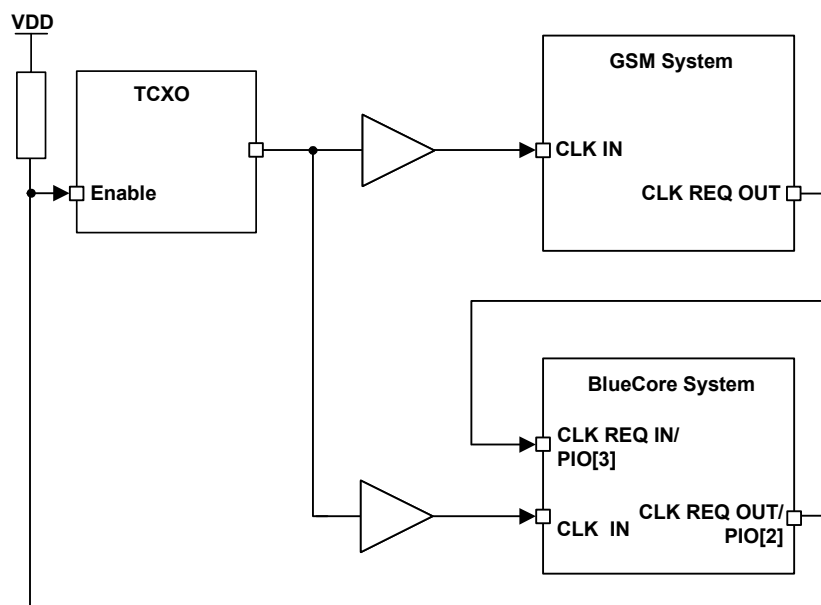 VDD
TCXO
Enable
GSM System
CLK IN
CLK REQ OUT
BlueCore System
CLK REQ IN/
PIO[3]
CLK REQ OUT/
PIO[2]
CLK IN